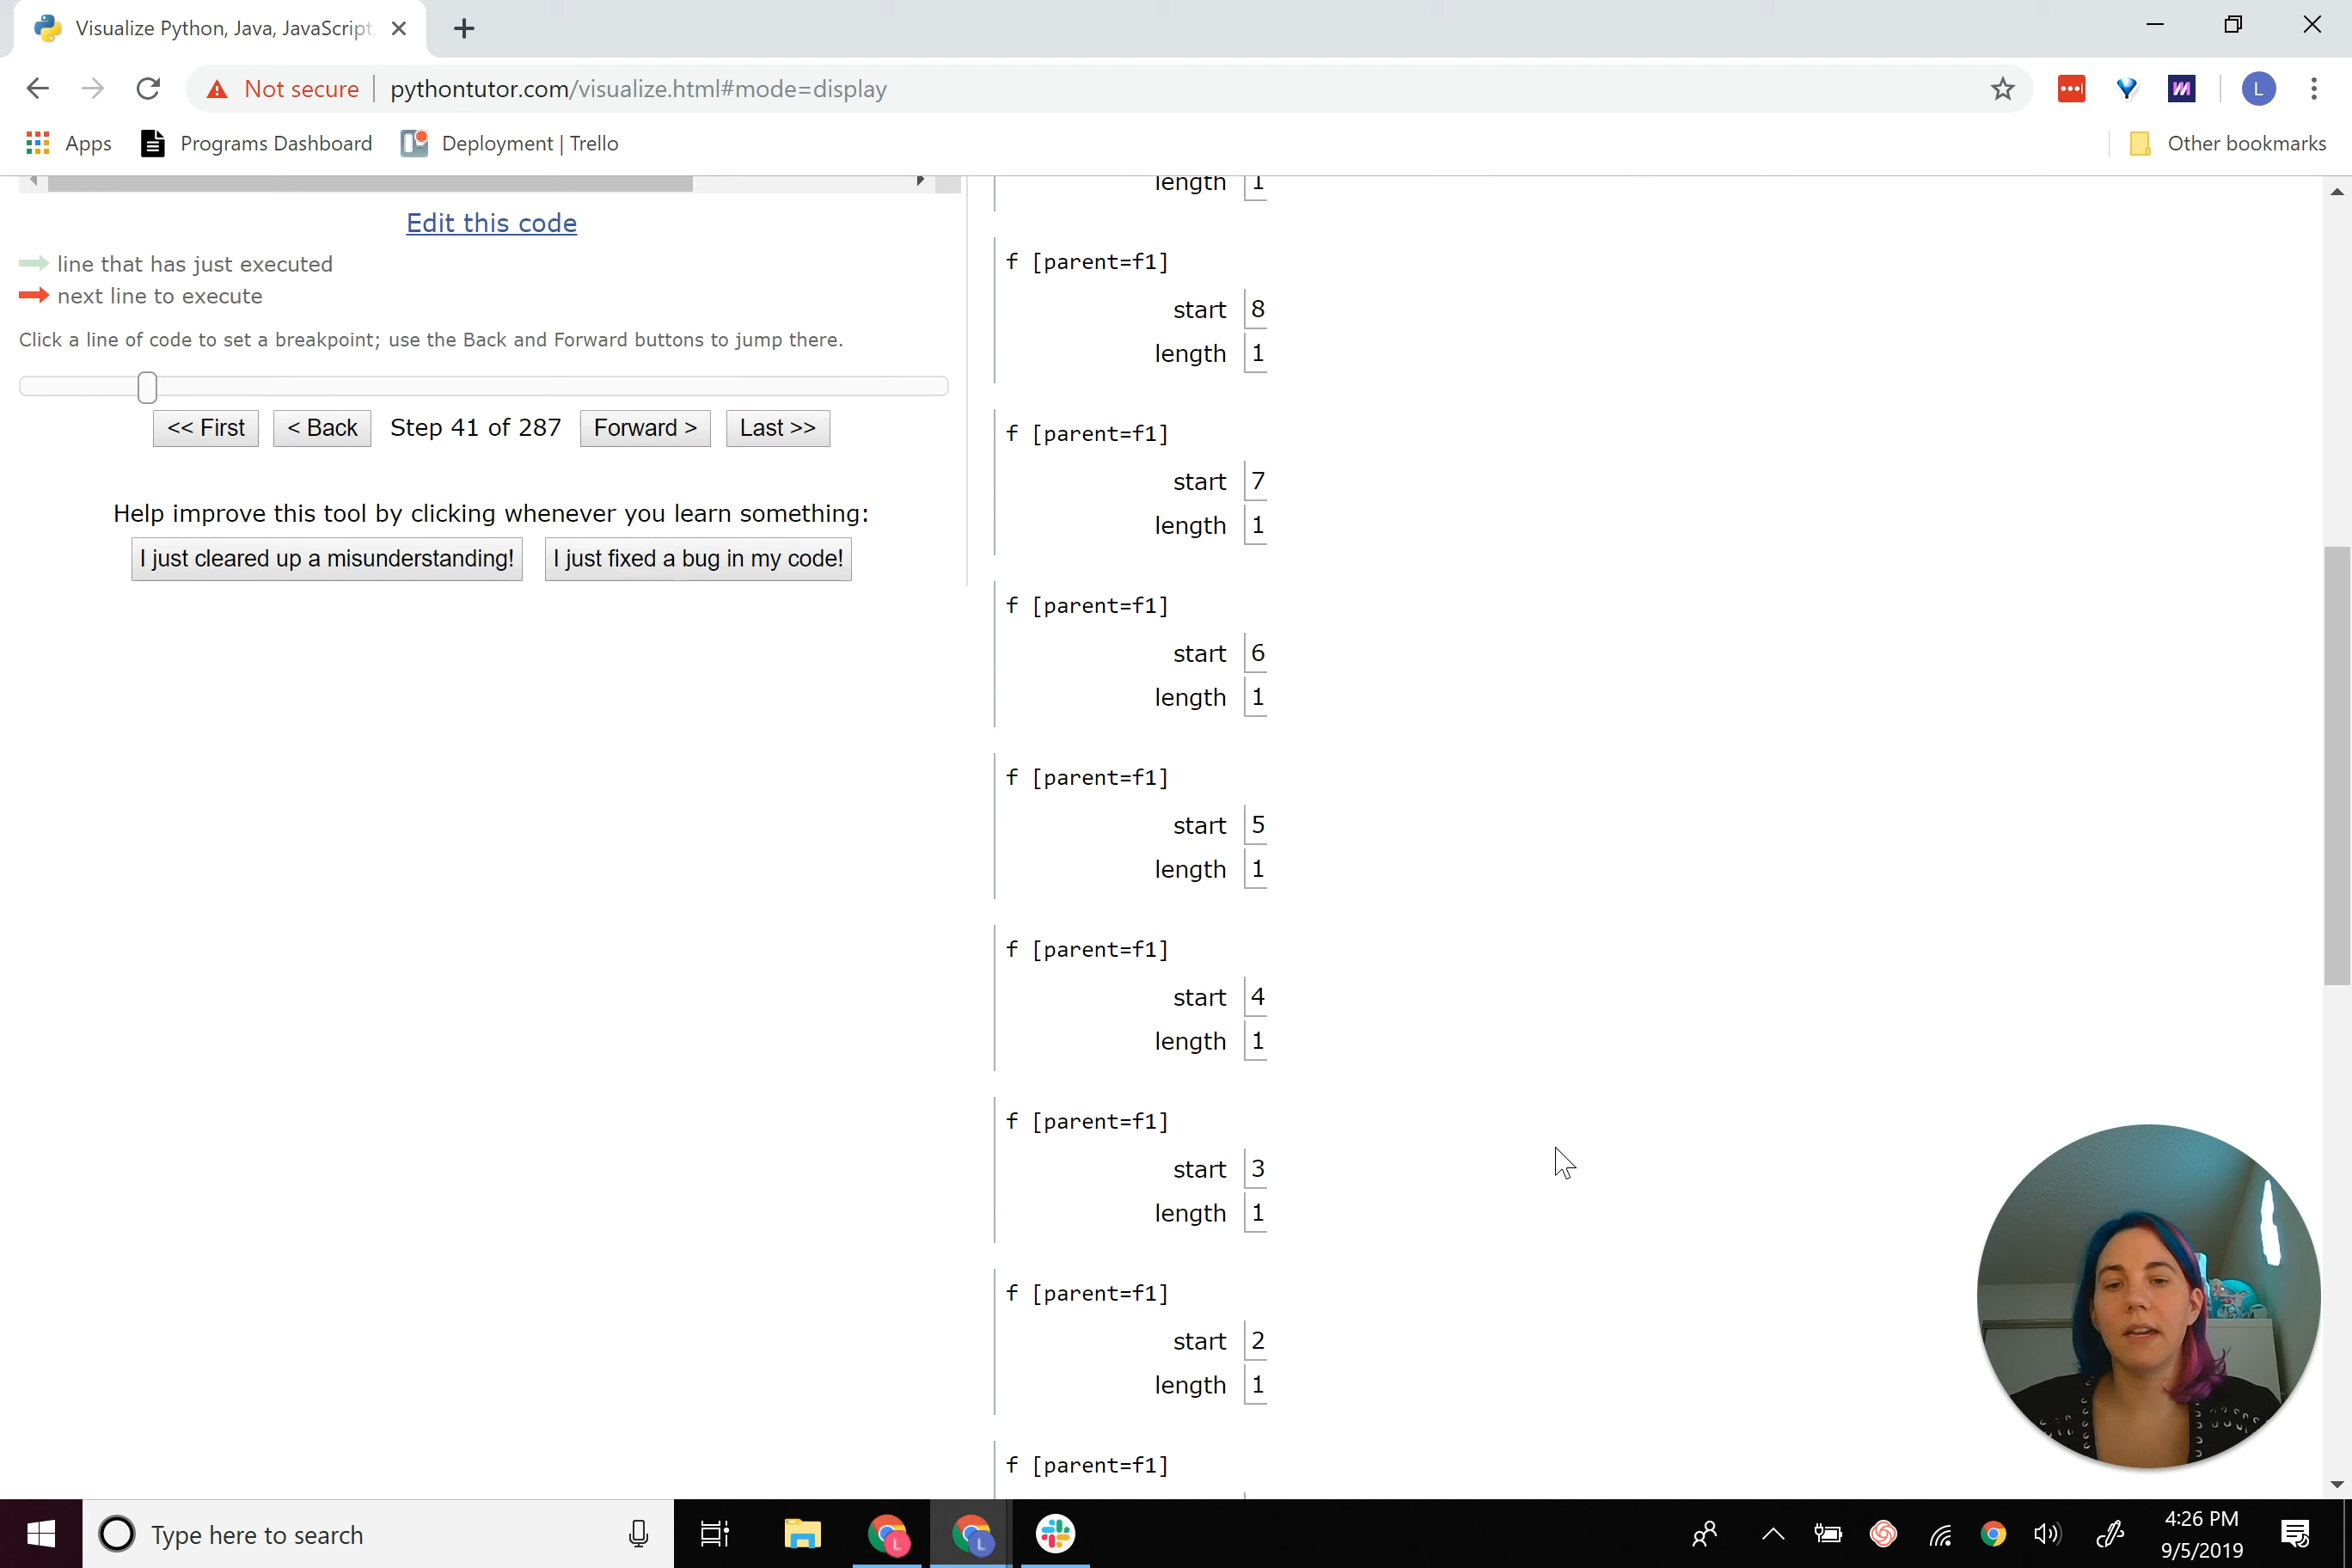 Visualize Python, Java, JavaScript,
Not secure
pythontutor.com/visualize.html#mode=display
L
Apps
Programs Dashboard
Deployment | Trello
Other bookmarks
Edit this code
line that has just executed
next line to execute
Click a line of code to set a breakpoint; use the Back and Forward buttons to jump there.
<< First
< Back
Step 41 of 287
Forward >
Last >>
Help improve this tool by clicking whenever you learn something:
I just cleared up a misunderstanding!
I just fixed a bug in my code!
length 1
f [parent=f1]
start 8
length 1
f [parent=f1]
start 7
length 1
f [parent=f1]
start 6
length 1
f [parent=f1]
start 5
length 1
f [parent=f1]
start 4
length 1
f [parent=f1]
start 3
length 1
f [parent=f1]
start 2
length 1
f [parent=f1]
Type here to search
L
L
4:26 PM
9/5/2019